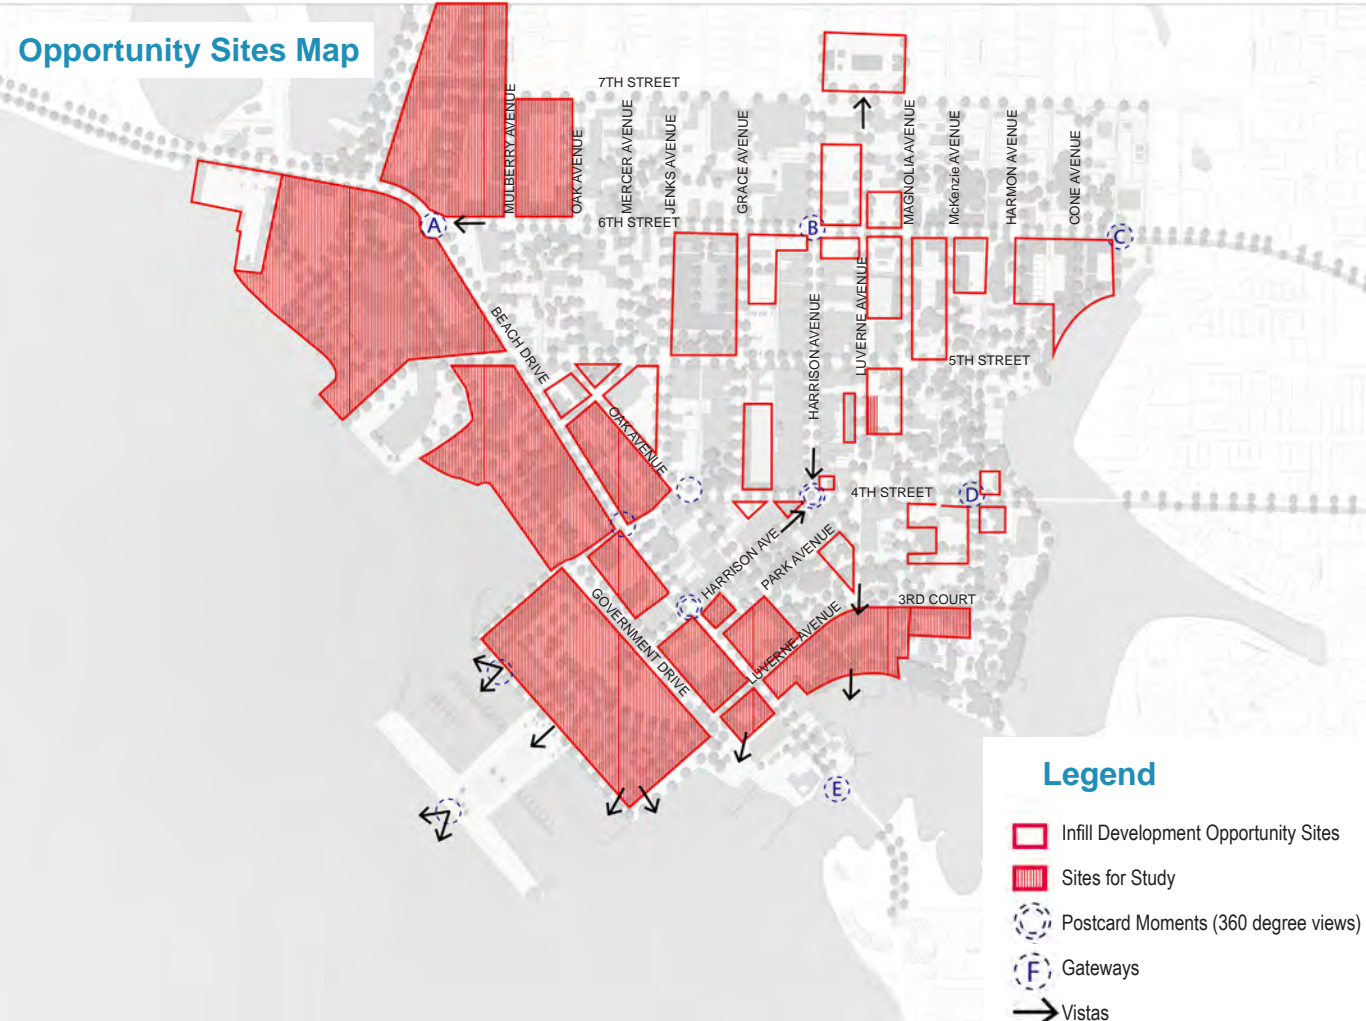 Opportunity Sites Map
7TH STREET
MULBERRY AVENUE
OAK AVENUE
MERCER AVENUE
JENKS AVENUE
GRACE AVENUE
MAGNOLIA AVENUE
McKenzie AVENUE
HARMON AVENUE
CONE AVENUE
6TH STREET
A
B
C
BEACH DRIVE
HARRISON AVENUE
LUVERNE AVENUE
5TH STREET
OAK AVENUE
4TH STREET
D
HARRISON AVE
PARK AVENUE
3RD COURT
GOVERNMENT DRIVE
LUVERNE AVENUE
E
Legend
Infill Development Opportunity Sites
Sites for Study
Postcard Moments (360 degree views)
F
Gateways
Vistas